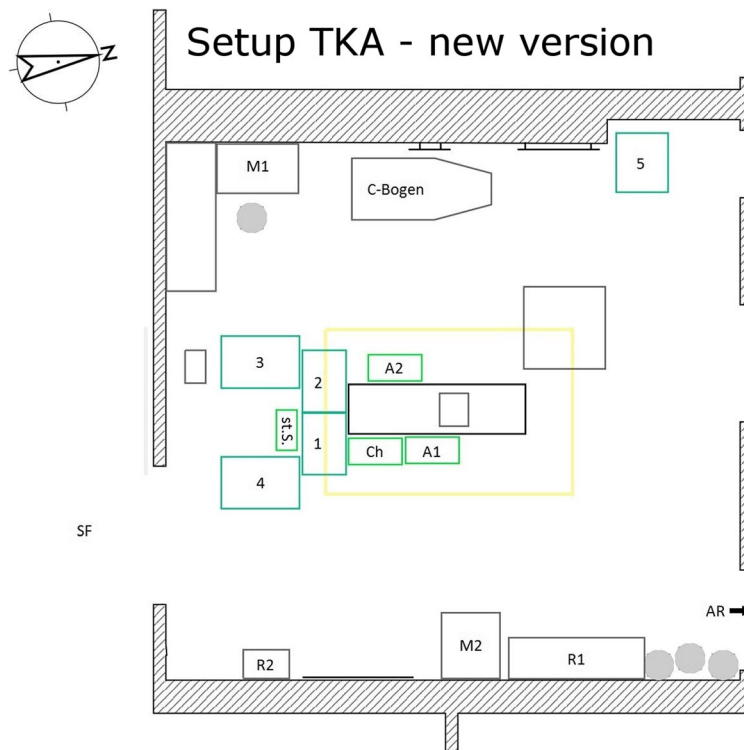 Setup TKA - new version
N
M1
C-Bogen
5
3
2
A2
st.S.
1
Ch
A1
4
SF
AR
M2
R1
R2